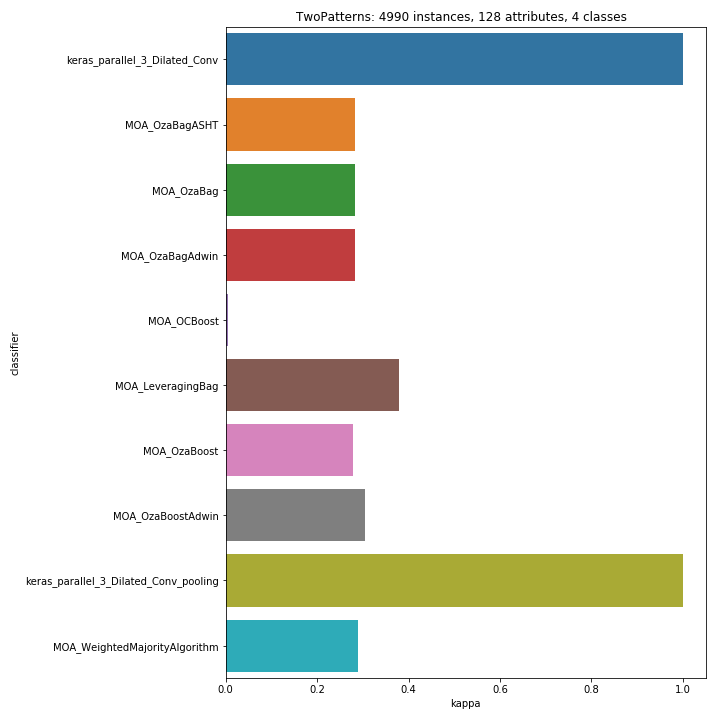 TwoPatterns: 4990 instances, 128 attributes, 4 classes
classifier
keras_parallel_3_Dilated_Conv
MOA_OzaBagASHT
MOA_OzaBag
MOA_OzaBagAdwin
MOA_OCBoost
MOA_LeveragingBag
MOA_OzaBoost
MOA_OzaBoostAdwin
keras_parallel_3_Dilated_Conv_pooling
MOA_WeightedMajorityAlgorithm
0.0 0.2 0.4 0.6 0.8 1.0
kappa